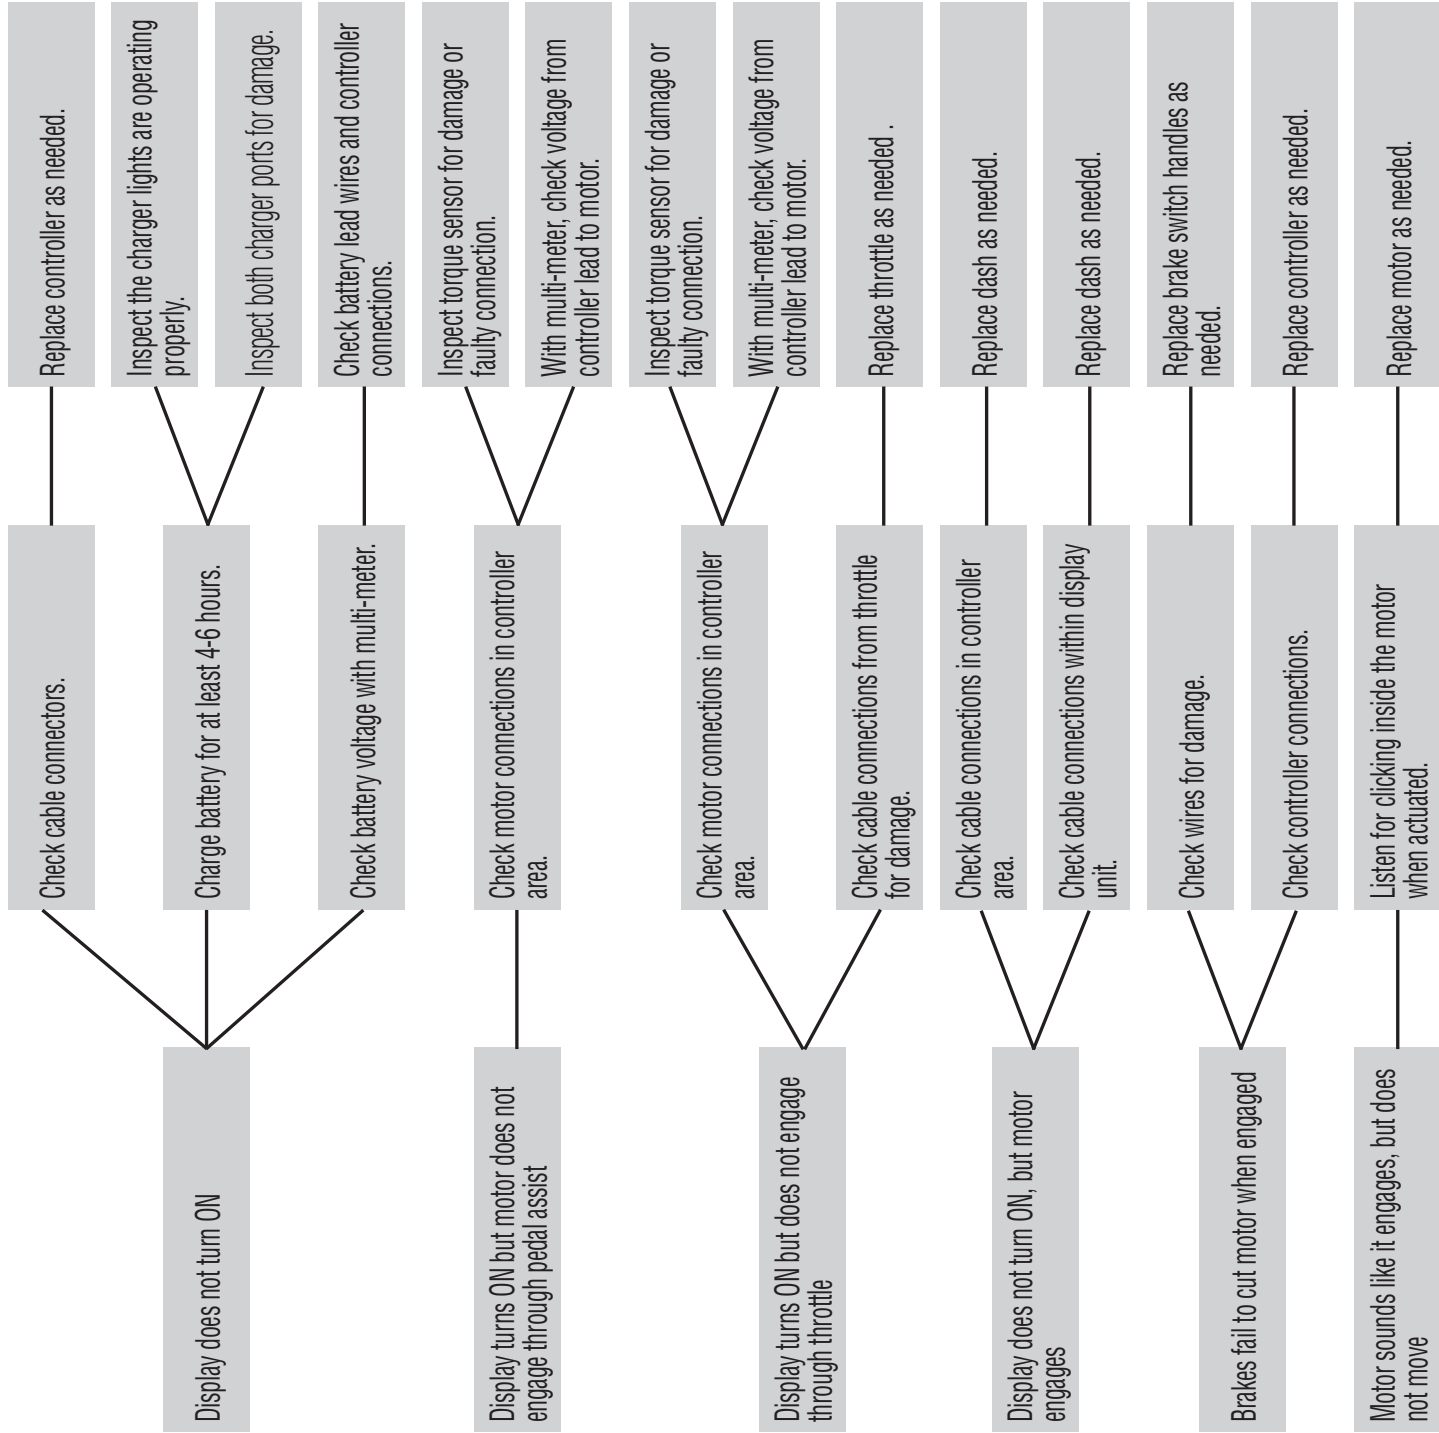 Display does not turn ON
Check cable connectors.
Replace controller as needed.
Charge battery for at least 4-6 hours.
Inspect the charger lights are operating
properly.
Inspect both charger ports for damage.
Check battery voltage with multi-meter.
Check battery lead wires and controller
connections.
Display turns ON but motor does not
engage through pedal assist
Check motor connections in controller
area.
Inspect torque sensor for damage or
faulty connection.
With multi-meter, check voltage from
controller lead to motor.
Display turns ON but does not engage
through throttle
Check motor connections in controller
area.
Inspect torque sensor for damage or
faulty connection.
With multi-meter, check voltage from
controller lead to motor.
Check cable connections from throttle
for damage.
Replace throttle as needed .
Display does not turn ON, but motor
engages
Check cable connections in controller
area.
Replace dash as needed.
Check cable connections within display
unit.
Replace dash as needed.
Brakes fail to cut motor when engaged
Check wires for damage.
Replace brake switch handles as
needed.
Check controller connections.
Replace controller as needed.
Motor sounds like it engages, but does
not move
Listen for clicking inside the motor
when actuated.
Replace motor as needed.